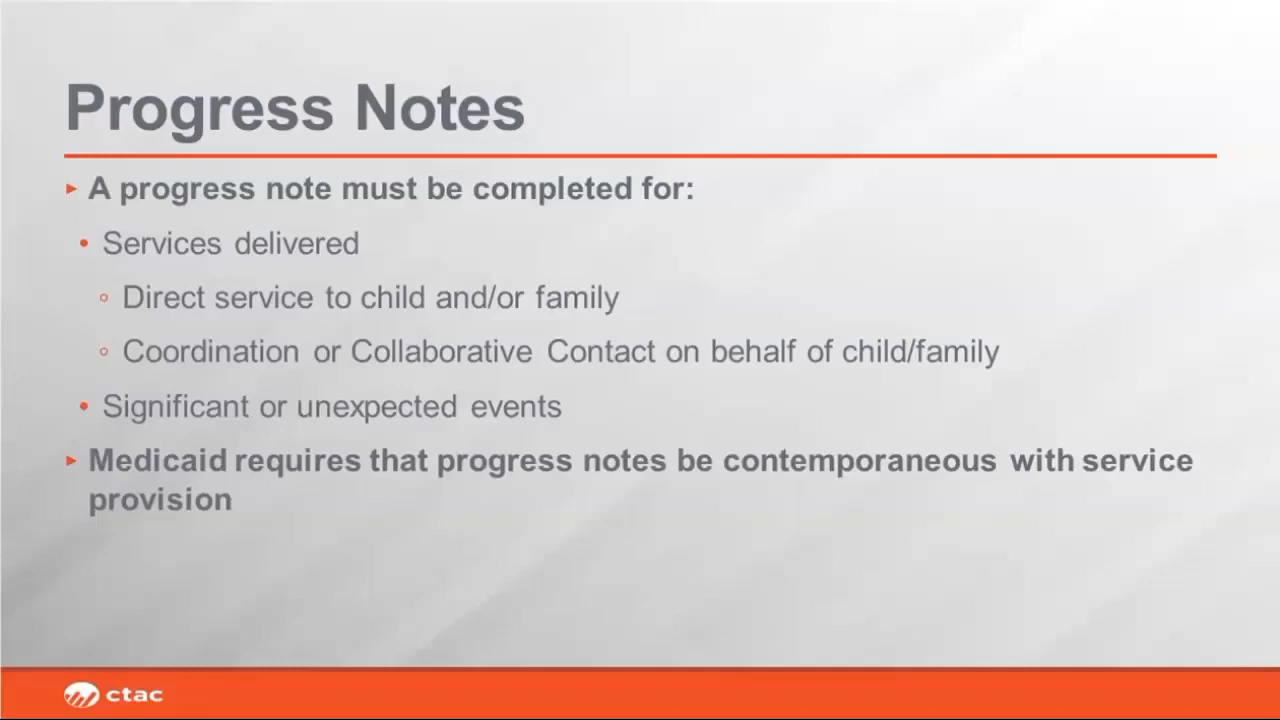 Progress Notes
▸ A progress note must be completed for:
• Services delivered
◦ Direct service to child and/or family
◦ Coordination or Collaborative Contact on behalf of child/family
• Significant or unexpected events
▸ Medicaid requires that progress notes be contemporaneous with service
provision
ctac